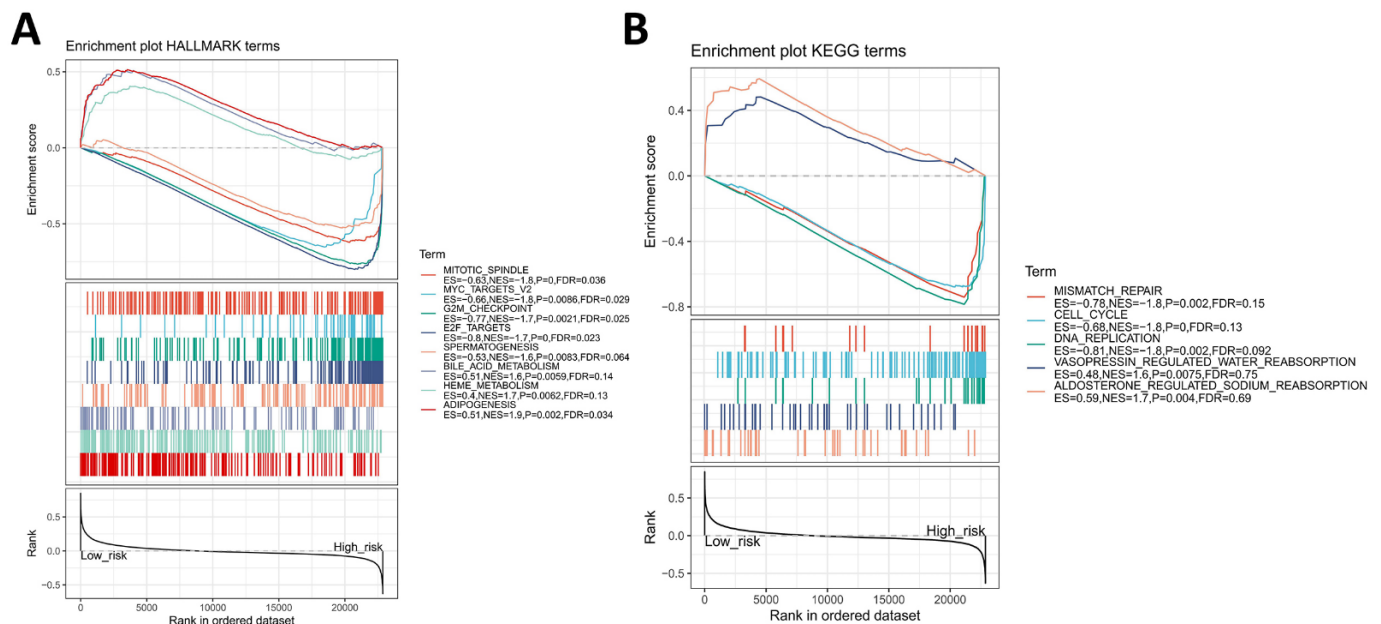 A
Enrichment plot HALLMARK terms
Enrichment score
0.5
0.0
−0.5
Term
MITOTIC_SPINDLE
ES=−0.63,NES=−1.8,P=0,FDR=0.036
MYC_TARGETS_V2
ES=−0.66,NES=−1.8,P=0.0086,FDR=0.029
G2M_CHECKPOINT
ES=−0.77,NES=−1.7,P=0.0021,FDR=0.025
E2F_TARGETS
ES=−0.8,NES=−1.7,P=0,FDR=0.023
SPERMATOGENESIS
ES=−0.53,NES=−1.6,P=0.0083,FDR=0.064
BILE_ACID_METABOLISM
ES=0.51,NES=1.6,P=0.0059,FDR=0.14
HEME_METABOLISM
ES=0.4,NES=1.7,P=0.0062,FDR=0.13
ADIPOGENESIS
ES=0.51,NES=1.9,P=0.002,FDR=0.034
Rank
0.5
0.0
−0.5
Low_risk
High_risk
0 5000 10000 15000 20000
Rank in ordered dataset
B
Enrichment plot KEGG terms
Enrichment score
0.4
0.0
−0.4
−0.8
Term
MISMATCH_REPAIR
ES=−0.78,NES=−1.8,P=0.002,FDR=0.15
CELL_CYCLE
ES=−0.68,NES=−1.8,P=0,FDR=0.13
DNA_REPLICATION
ES=−0.81,NES=−1.8,P=0.002,FDR=0.092
VASOPRESSIN_REGULATED_WATER_REABSORPTION
ES=0.48,NES=1.6,P=0.0075,FDR=0.75
ALDOSTERONE_REGULATED_SODIUM_REABSORPTION
ES=0.59,NES=1.7,P=0.004,FDR=0.69
Rank
0.5
0.0
−0.5
Low_risk
High_risk
0 5000 10000 15000 20000
Rank in ordered dataset